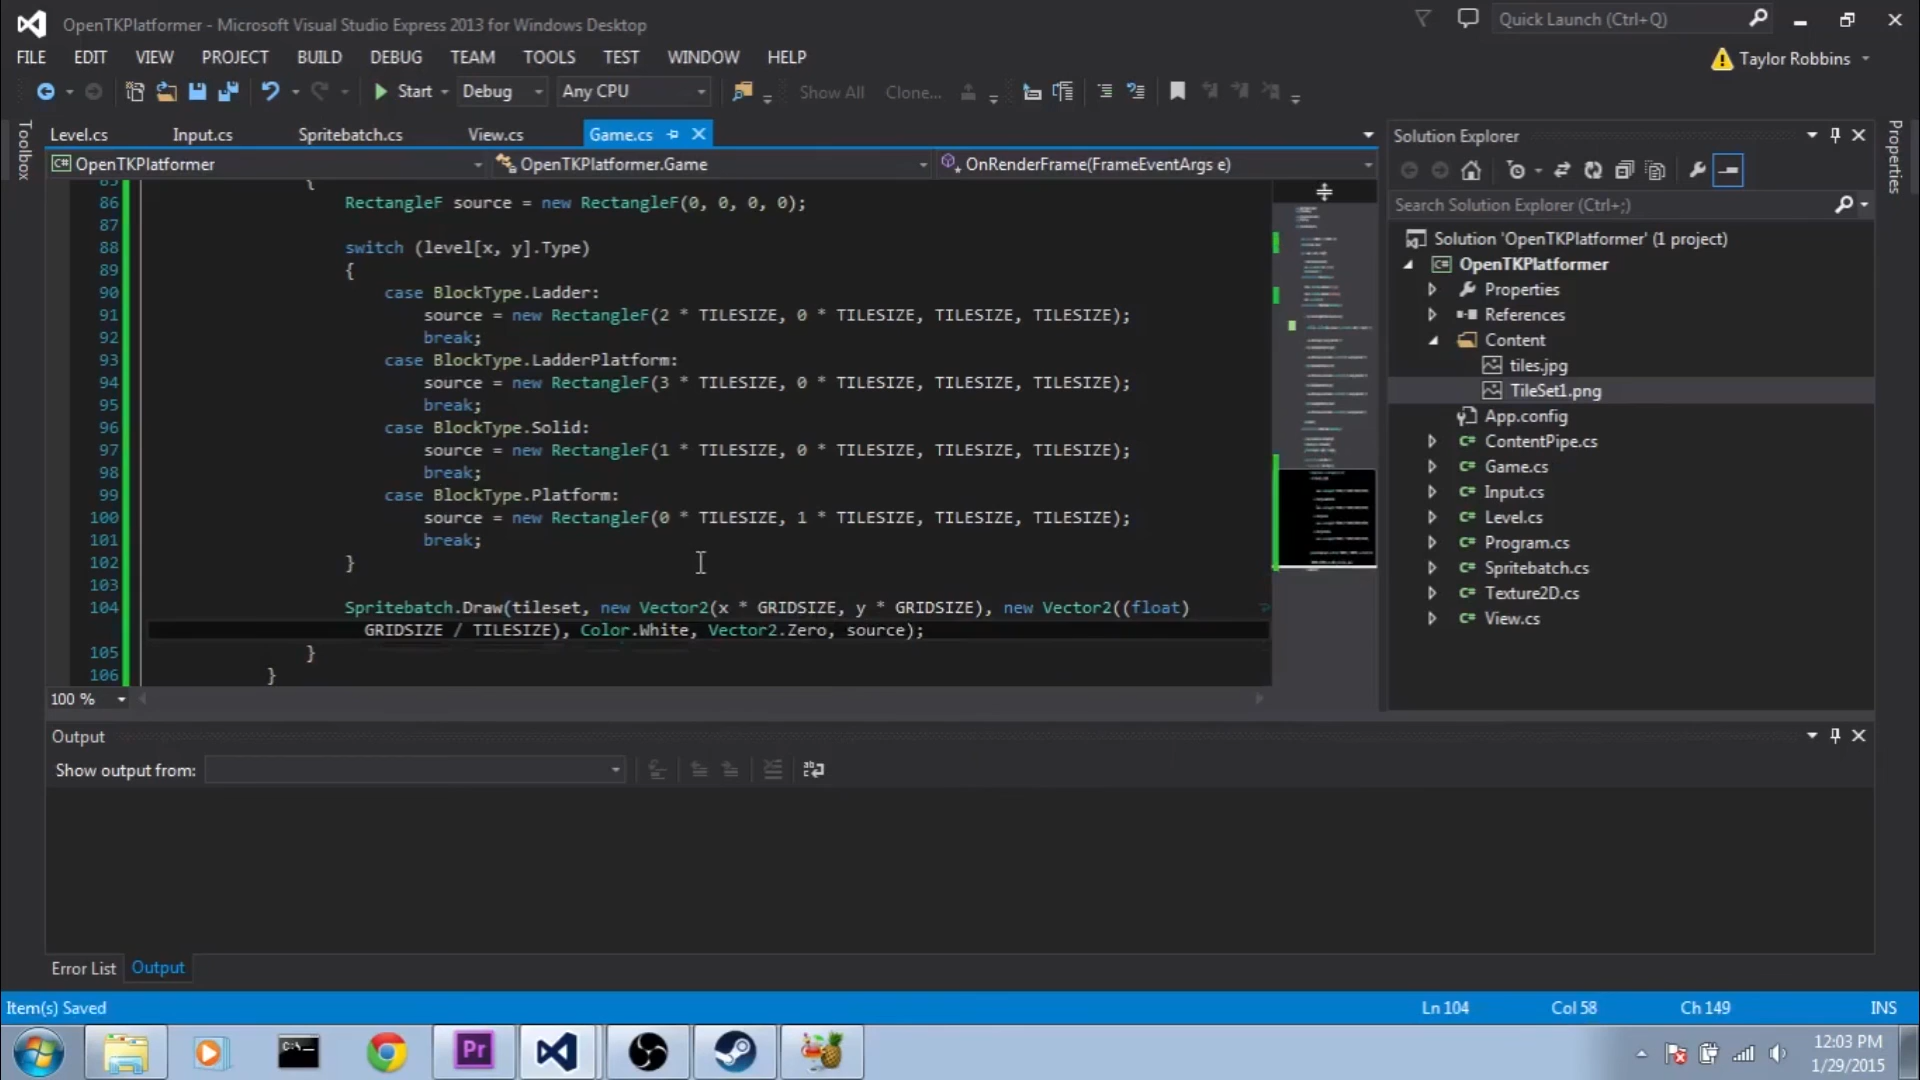 OpenTKPlatformer - Microsoft Visual Studio Express 2013 for Windows Desktop
Quick Launch (Ctrl+Q)
FILE EDIT VIEW PROJECT BUILD DEBUG TEAM TOOLS TEST WINDOW HELP
Taylor Robbins
Start Debug Any CPU Show All Clone...
Toolbox
Level.cs Input.cs Spritebatch.cs View.cs Game.cs
OpenTKPlatformer OpenTKPlatformer.Game OnRenderFrame(FrameEventArgs e)
85 {
86 RectangleF source = new RectangleF(0, 0, 0, 0);
87
88 switch (level[x, y].Type)
89 {
90 case BlockType.Ladder:
91 source = new RectangleF(2 * TILESIZE, 0 * TILESIZE, TILESIZE, TILESIZE);
92 break;
93 case BlockType.LadderPlatform:
94 source = new RectangleF(3 * TILESIZE, 0 * TILESIZE, TILESIZE, TILESIZE);
95 break;
96 case BlockType.Solid:
97 source = new RectangleF(1 * TILESIZE, 0 * TILESIZE, TILESIZE, TILESIZE);
98 break;
99 case BlockType.Platform:
100 source = new RectangleF(0 * TILESIZE, 1 * TILESIZE, TILESIZE, TILESIZE);
101 break;
102 }
103
104 Spritebatch.Draw(tileset, new Vector2(x * GRIDSIZE, y * GRIDSIZE), new Vector2((float)
GRIDSIZE / TILESIZE), Color.White, Vector2.Zero, source);
105 }
106 }
100 %
Solution Explorer
Search Solution Explorer (Ctrl+;)
Solution 'OpenTKPlatformer' (1 project)
OpenTKPlatformer
Properties
References
Content
tiles.jpg
TileSet1.png
App.config
ContentPipe.cs
Game.cs
Input.cs
Level.cs
Program.cs
Spritebatch.cs
Texture2D.cs
View.cs
Properties
Output
Show output from:
Error List Output
Item(s) Saved Ln 104 Col 58 Ch 149 INS
C:\
Pr
12:03 PM
1/29/2015